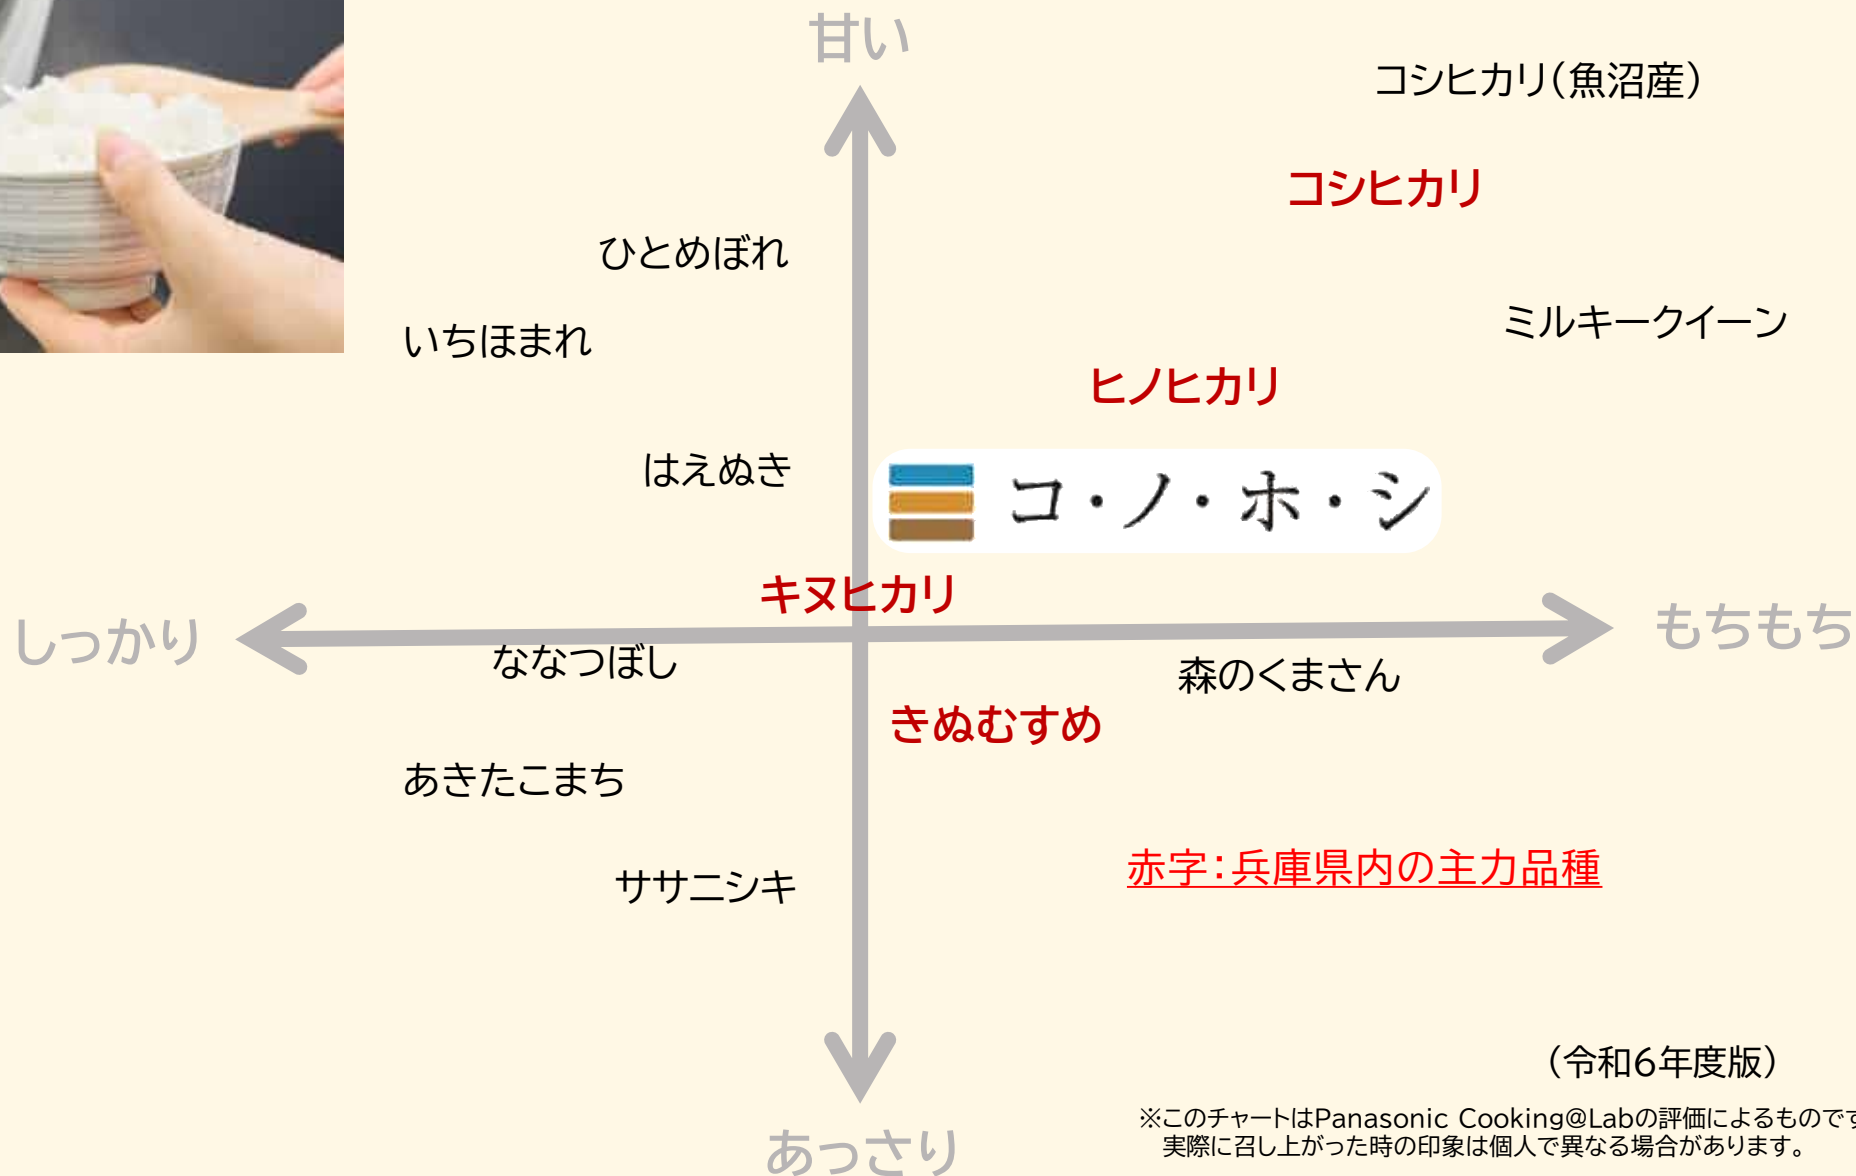 甘い
コシヒカリ（魚沼産）
コシヒカリ
ひとめぼれ
ミルキークイーン
いちほまれ
ヒノヒカリ
はえぬき
コ・ノ・ホ・シ
キヌヒカリ
しっかり
もちもち
ななつぼし
森のくまさん
きぬむすめ
あきたこまち
赤字：兵庫県内の主力品種
ササニシキ
（令和6年度版）
※このチャートはPanasonic Cooking@Labの評価によるものです
実際に召し上がった時の印象は個人で異なる場合があります。
あっさり